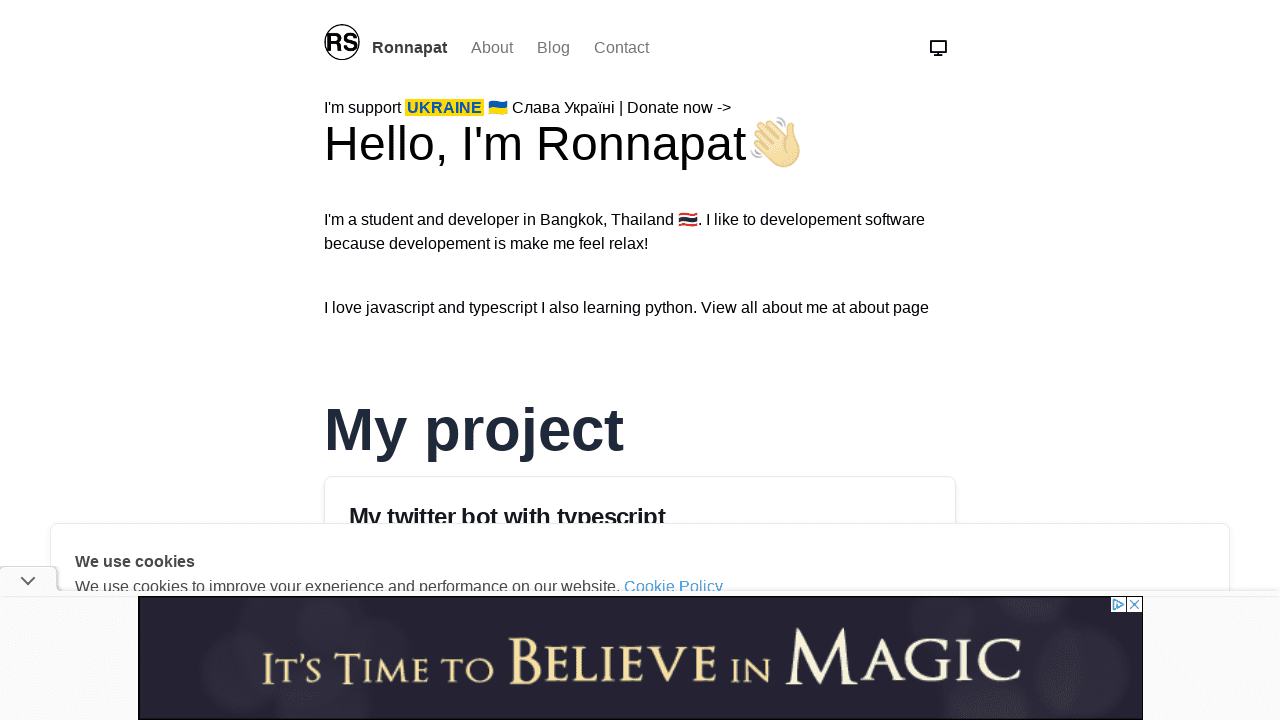 RS
Ronnapat About Blog Contact
I'm support UKRAINE 🇺🇦 Слава Україні | Donate now ->
Hello, I'm Ronnapat👋
I'm a student and developer in Bangkok, Thailand 🇹🇭. I like to developement software
because developement is make me feel relax!
I love javascript and typescript I also learning python. View all about me at about page
My project
My twitter bot with typescript
We use cookies
We use cookies to improve your experience and performance on our website. Cookie Policy
IT'S TIME TO BELIEVE IN MAGIC